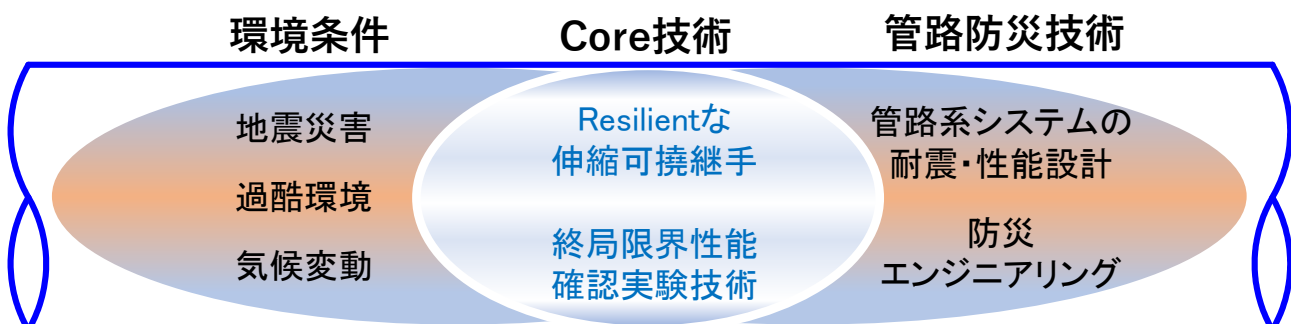 環境条件
Core技術
管路防災技術
地震災害
過酷環境
気候変動
Resilientな
伸縮可撓継手
終局限界性能
確認実験技術
管路系システムの
耐震・性能設計
防災
エンジニアリング